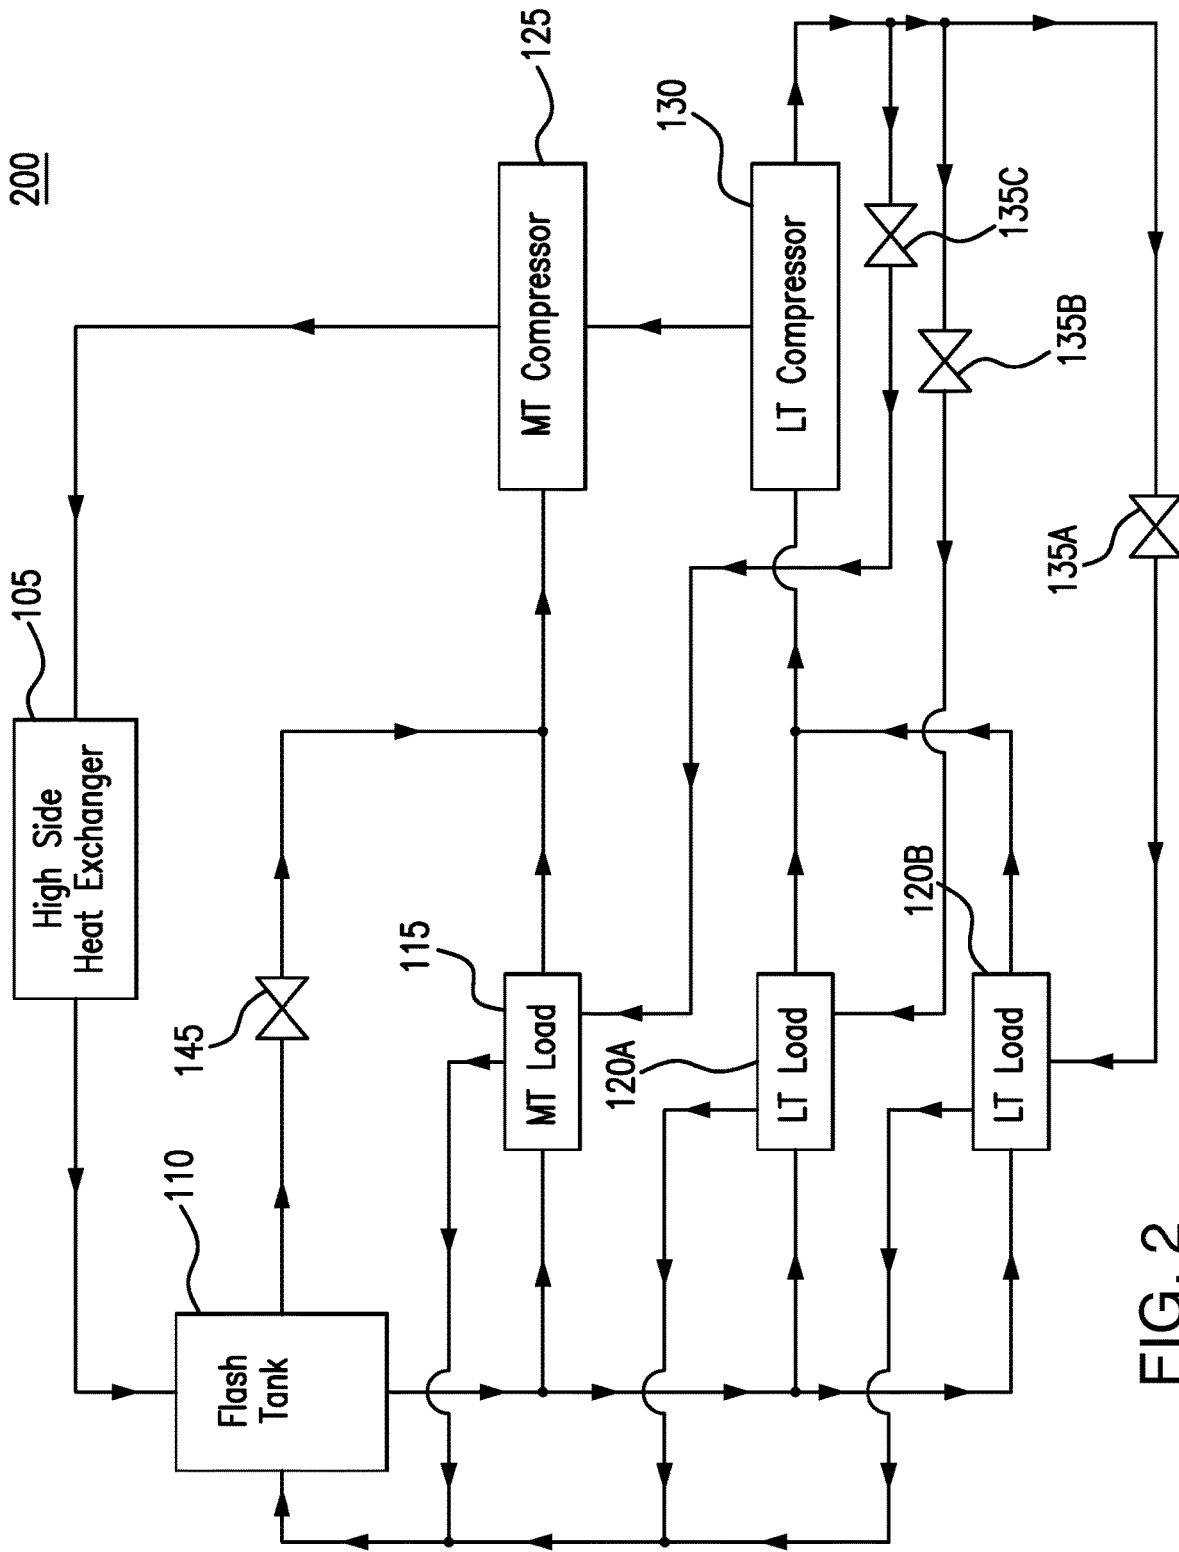 200
105
High Side
Heat Exchanger
125
MT Compressor
145
110
Flash
Tank
115
MT Load
130
LT Compressor
120A
LT Load
135C
120B
LT Load
135B
135A
FIG. 2